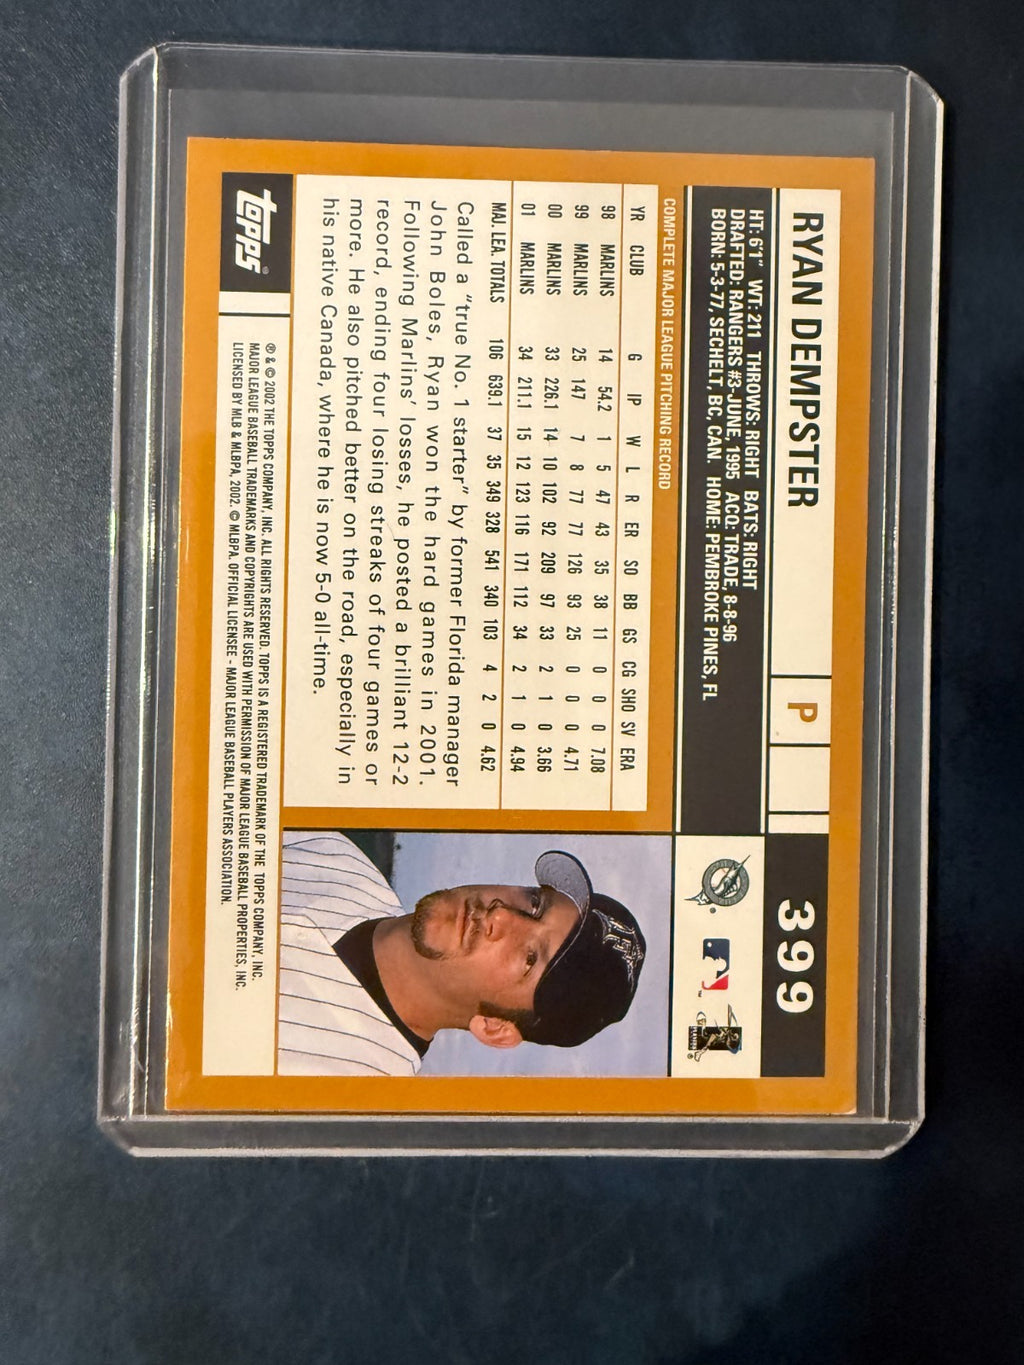 RYAN DEMPSTER
P
399
HT: 6'1" WT: 211 THROWS: RIGHT BATS: RIGHT
DRAFTED: RANGERS #3-JUNE, 1995 ACQ: TRADE, 8-8-96
BORN: 5-3-77, SECHELT, BC, CAN. HOME: PEMBROKE PINES, FL
COMPLETE MAJOR LEAGUE PITCHING RECORD
YR CLUB G IP W L R ER SO BB GS CG SHO SV ERA
98 MARLINS 14 54.2 1 5 47 43 35 38 11 0 0 0 7.08
99 MARLINS 25 147 7 8 77 77 126 93 25 0 0 0 4.71
00 MARLINS 33 226.1 14 10 102 92 209 97 33 2 1 0 3.66
01 MARLINS 34 211.1 15 12 123 116 171 112 34 2 1 0 4.94
MAJ. LEA. TOTALS 106 639.1 37 35 349 328 541 340 103 4 2 0 4.62
Called a "true No. 1 starter" by former Florida manager
John Boles, Ryan won the hard games in 2001.
Following Marlins' losses, he posted a brilliant 12-2
record, ending four losing streaks of four games or
more. He also pitched better on the road, especially in
his native Canada, where he is now 5-0 all-time.
topps®
® & © 2002 THE TOPPS COMPANY, INC. ALL RIGHTS RESERVED. TOPPS IS A REGISTERED TRADEMARK OF THE TOPPS COMPANY, INC.
MAJOR LEAGUE BASEBALL TRADEMARKS AND COPYRIGHTS ARE USED WITH PERMISSION OF MAJOR LEAGUE BASEBALL PROPERTIES, INC.
LICENSED BY MLB & MLBPA, 2002. © MLBPA. OFFICIAL LICENSEE - MAJOR LEAGUE BASEBALL PLAYERS ASSOCIATION.